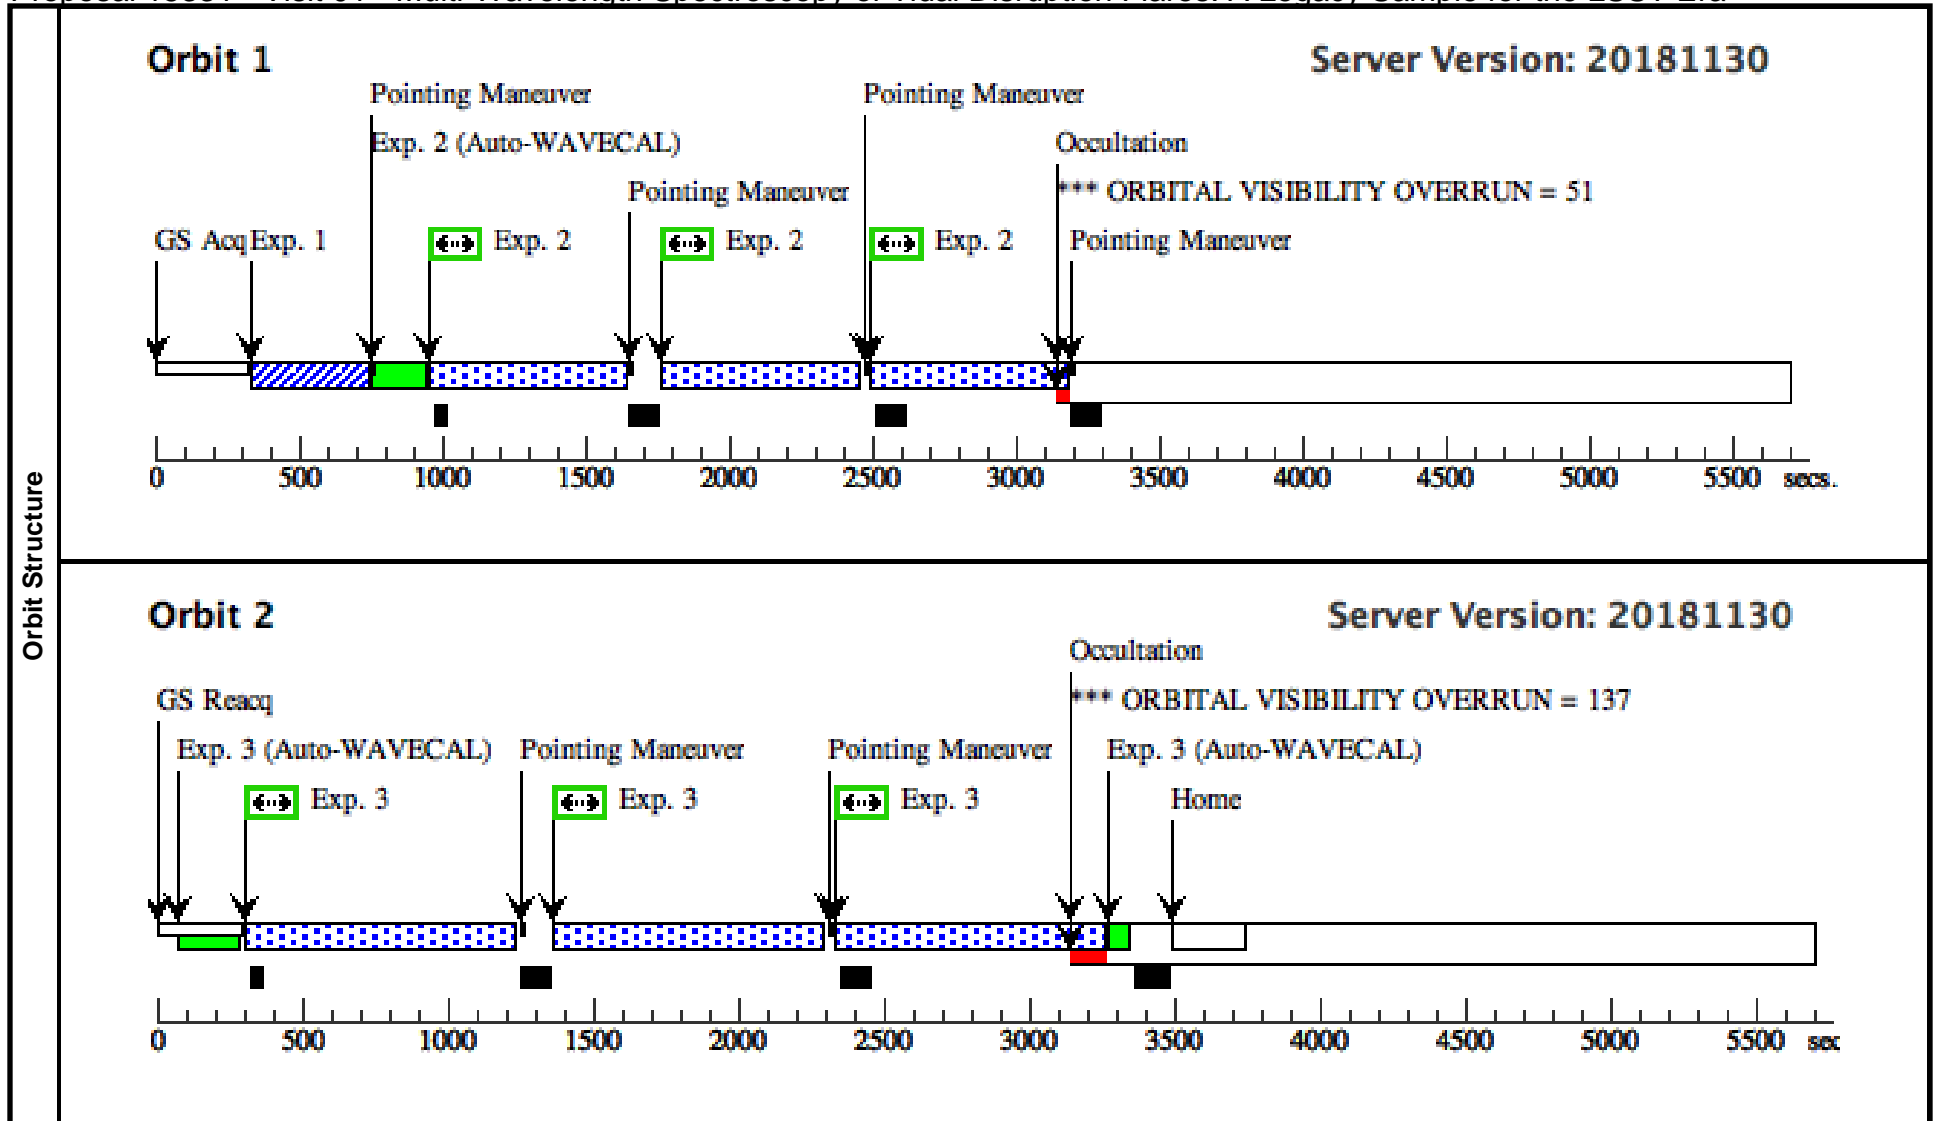 Orbit Structure
Orbit 1
Server Version: 20181130
Pointing Maneuver
Pointing Maneuver
Exp. 2 (Auto-WAVECAL)
Occultation
Pointing Maneuver
*** ORBITAL VISIBILITY OVERRUN = 51
GS Acq
Exp. 1
Exp. 2
Exp. 2
Exp. 2
Pointing Maneuver
0 500 1000 1500 2000 2500 3000 3500 4000 4500 5000 5500 secs.
Orbit 2
Server Version: 20181130
Occultation
GS Reacq
*** ORBITAL VISIBILITY OVERRUN = 137
Exp. 3 (Auto-WAVECAL)
Pointing Maneuver
Pointing Maneuver
Exp. 3 (Auto-WAVECAL)
Exp. 3
Exp. 3
Exp. 3
Home
0 500 1000 1500 2000 2500 3000 3500 4000 4500 5000 5500 sec